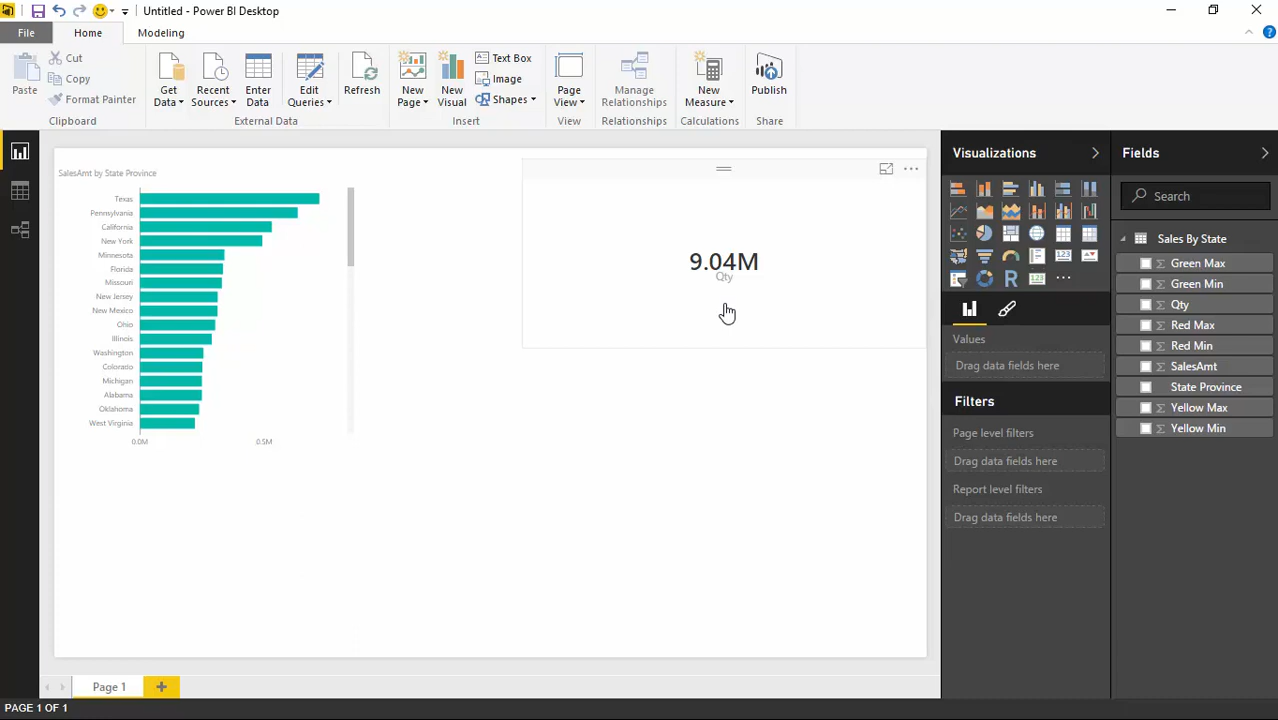 Untitled - Power BI Desktop
File
Home
Modeling
Paste
Cut
Copy
Format Painter
Clipboard
Get Data
Recent Sources
Enter Data
Edit Queries
Refresh
External Data
New Page
New Visual
Text Box
Image
Shapes
Insert
Page View
View
Manage Relationships
Relationships
New Measure
Calculations
Publish
Share
SalesAmt by State Province
Texas
Pennsylvania
California
New York
Minnesota
Florida
Missouri
New Jersey
New Mexico
Ohio
Illinois
Washington
Colorado
Michigan
Alabama
Oklahoma
West Virginia
0.0M
0.5M
9.04M
Qty
Visualizations
R
Values
Drag data fields here
Filters
Page level filters
Drag data fields here
Report level filters
Drag data fields here
Fields
Search
Sales By State
Green Max
Green Min
Qty
Red Max
Red Min
SalesAmt
State Province
Yellow Max
Yellow Min
Page 1
PAGE 1 OF 1